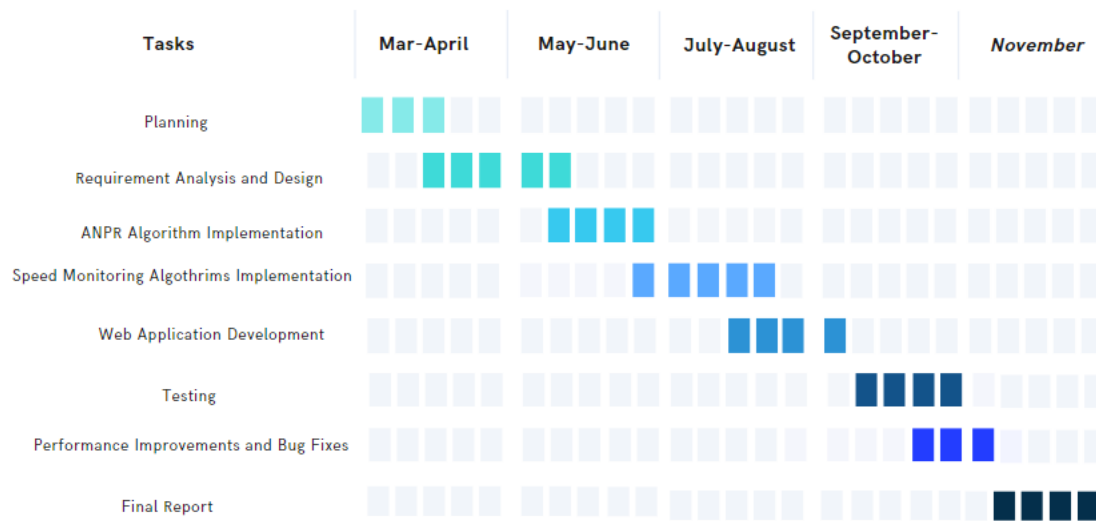 Tasks
Mar-April
May-June
July-August
September-
October
November
Planning
Requirement Analysis and Design
ANPR Algorithm Implementation
Speed Monitoring Algothrims Implementation
Web Application Development
Testing
Performance Improvements and Bug Fixes
Final Report